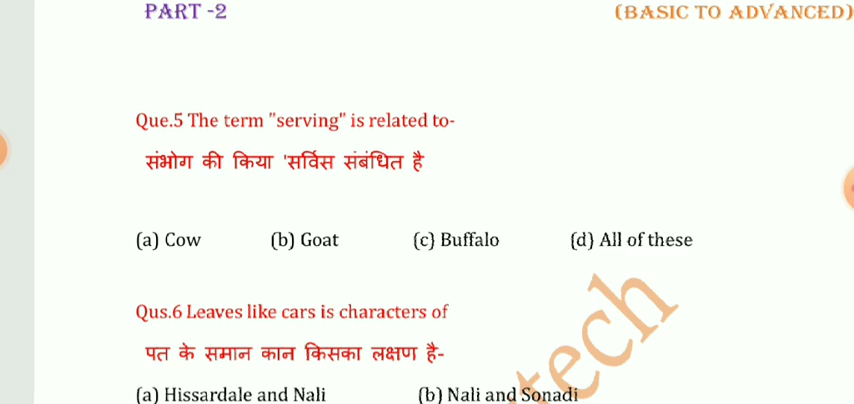 PART -2 (BASIC TO ADVANCED)
Que.5 The term "serving" is related to-
संभोग की किया 'सर्विस संबंधित है
(a) Cow (b) Goat (c} Buffalo {d} All of these
Qus.6 Leaves like cars is characters of
पत के समान कान किसका लक्षण है-
(a) Hissardale and Nali (b) Nali and Sonadi
tech